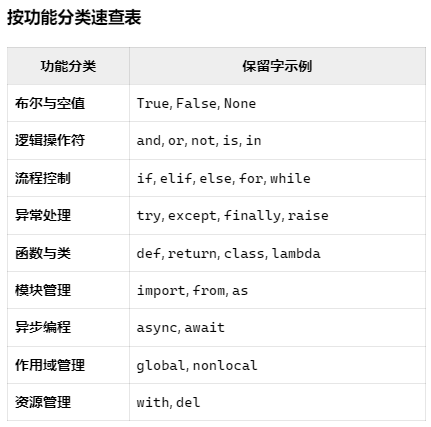 按功能分类速查表
功能分类 保留字示例
布尔与空值 True, False, None
逻辑操作符 and, or, not, is, in
流程控制 if, elif, else, for, while
异常处理 try, except, finally, raise
函数与类 def, return, class, lambda
模块管理 import, from, as
异步编程 async, await
作用域管理 global, nonlocal
资源管理 with, del